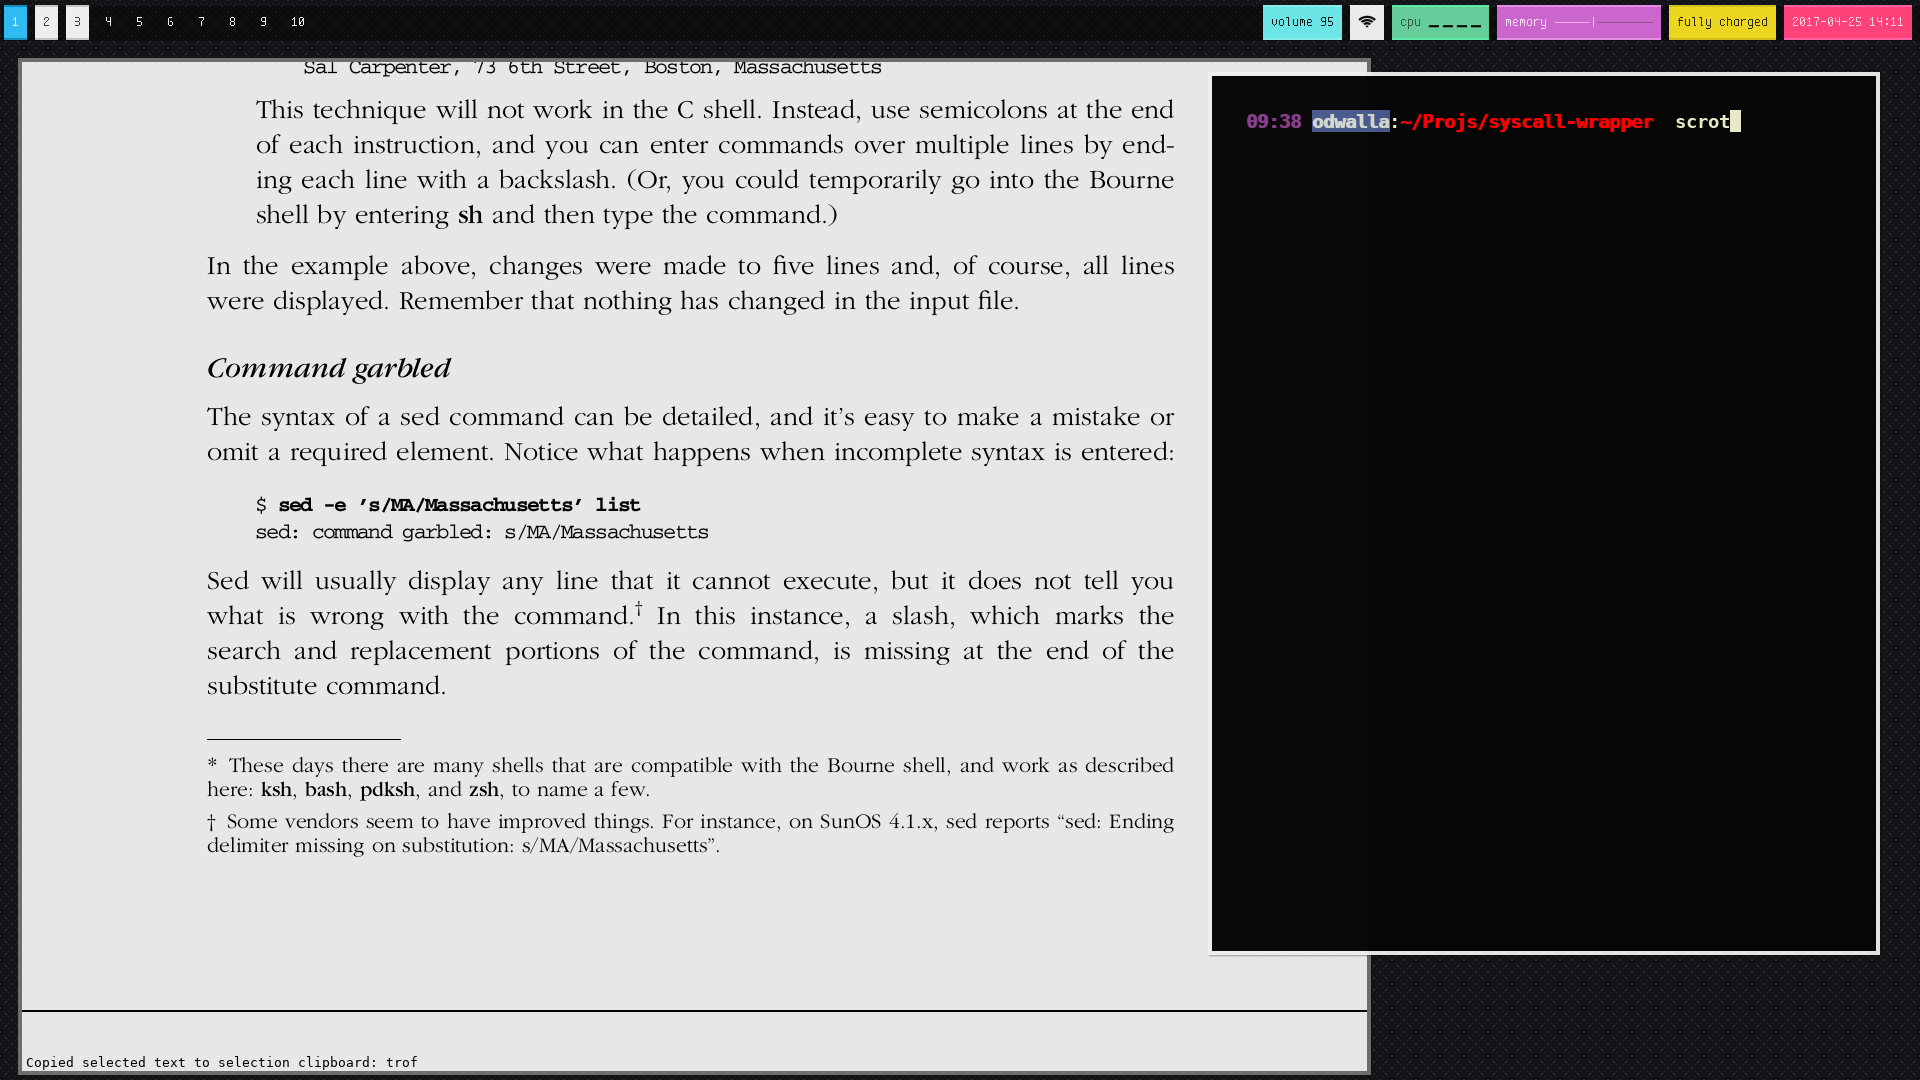 1 2 3 4 5 6 7 8 9 10 volume 95 cpu memory fully charged 2017-04-25 14:11
Sal Carpenter, 73 6th Street, Boston, Massachusetts
This technique will not work in the C shell. Instead, use semicolons at the end
of each instruction, and you can enter commands over multiple lines by end-
ing each line with a backslash. (Or, you could temporarily go into the Bourne
shell by entering sh and then type the command.)
In the example above, changes were made to five lines and, of course, all lines
were displayed. Remember that nothing has changed in the input file.
Command garbled
The syntax of a sed command can be detailed, and it's easy to make a mistake or
omit a required element. Notice what happens when incomplete syntax is entered:
$ sed -e ’s/MA/Massachusetts’ list
sed: command garbled: s/MA/Massachusetts
Sed will usually display any line that it cannot execute, but it does not tell you
what is wrong with the command.† In this instance, a slash, which marks the
search and replacement portions of the command, is missing at the end of the
substitute command.
* These days there are many shells that are compatible with the Bourne shell, and work as described
here: ksh, bash, pdksh, and zsh, to name a few.
† Some vendors seem to have improved things. For instance, on SunOS 4.1.x, sed reports “sed: Ending
delimiter missing on substitution: s/MA/Massachusetts”.
Copied selected text to selection clipboard: trof
09:38 odwalla:~/Projs/syscall-wrapper scrot